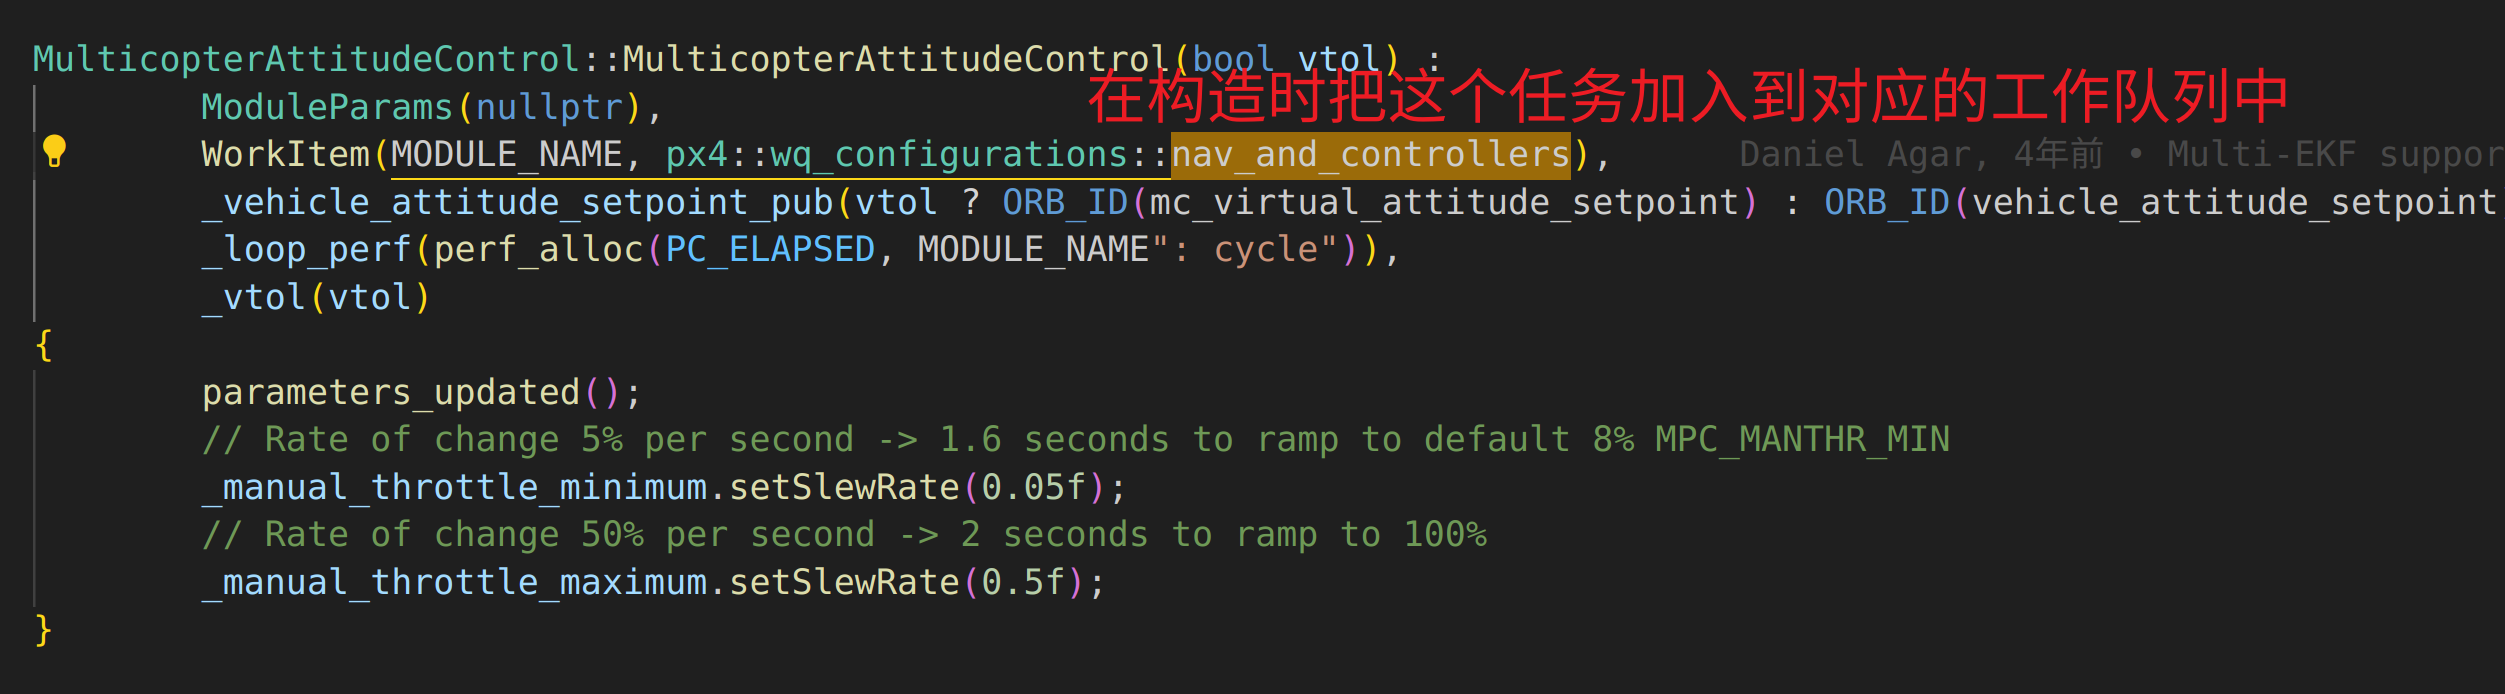 MulticopterAttitudeControl::MulticopterAttitudeControl(bool vtol) :
在构造时把这个任务加入到对应的工作队列中
ModuleParams(nullptr),
WorkItem(MODULE_NAME, px4::wq_configurations::nav_and_controllers), Daniel Agar, 4年前 • Multi-EKF suppor
_vehicle_attitude_setpoint_pub(vtol ? ORB_ID(mc_virtual_attitude_setpoint) : ORB_ID(vehicle_attitude_setpoint
_loop_perf(perf_alloc(PC_ELAPSED, MODULE_NAME": cycle")),
_vtol(vtol)
{
parameters_updated();
// Rate of change 5% per second -> 1.6 seconds to ramp to default 8% MPC_MANTHR_MIN
_manual_throttle_minimum.setSlewRate(0.05f);
// Rate of change 50% per second -> 2 seconds to ramp to 100%
_manual_throttle_maximum.setSlewRate(0.5f);
}